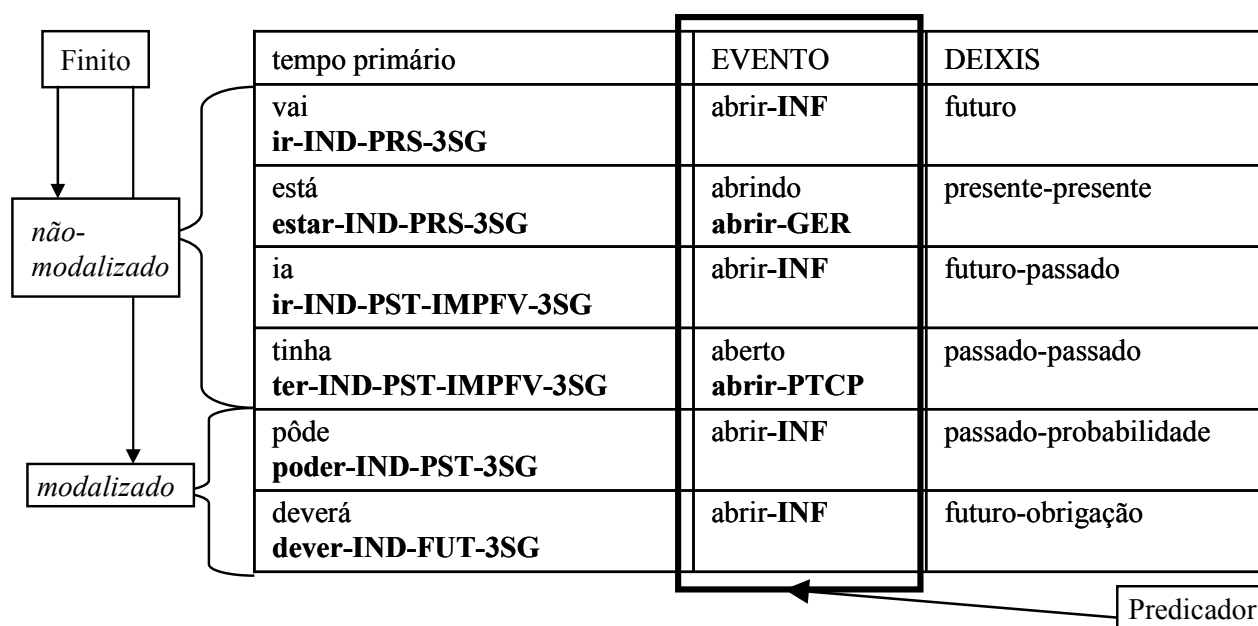 Finito
tempo primário EVENTO DEIXIS
vai abrir-INF futuro
ir-IND-PRS-3SG
está abrindo presente-presente
estar-IND-PRS-3SG abrir-GER
não-
modalizado
ia abrir-INF futuro-passado
ir-IND-PST-IMPFV-3SG
tinha aberto passado-passado
ter-IND-PST-IMPFV-3SG abrir-PTCP
pôde abrir-INF passado-probabilidade
poder-IND-PST-3SG
modalizado
deverá abrir-INF futuro-obrigação
dever-IND-FUT-3SG
Predicador